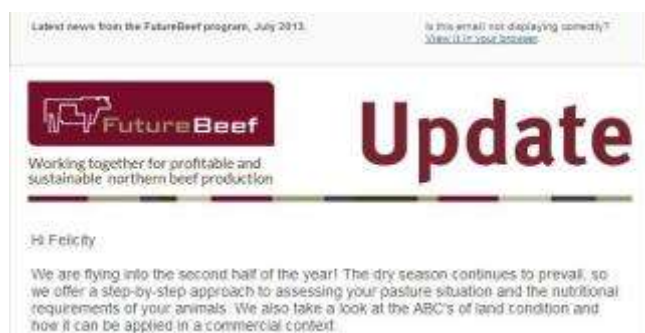 Latest news from the FutureBeef program, July 2013.
Is this email not displaying correctly?
View it in your browser.
FutureBeef
Update
Working together for profitable and
sustainable northern beef production
Hi Felicity
We are flying into the second half of the year! The dry season continues to prevail, so
we offer a step-by-step approach to assessing your pasture situation and the nutritional
requirements of your animals. We also take a look at the ABC's of land condition and
how it can be applied in a commercial context.